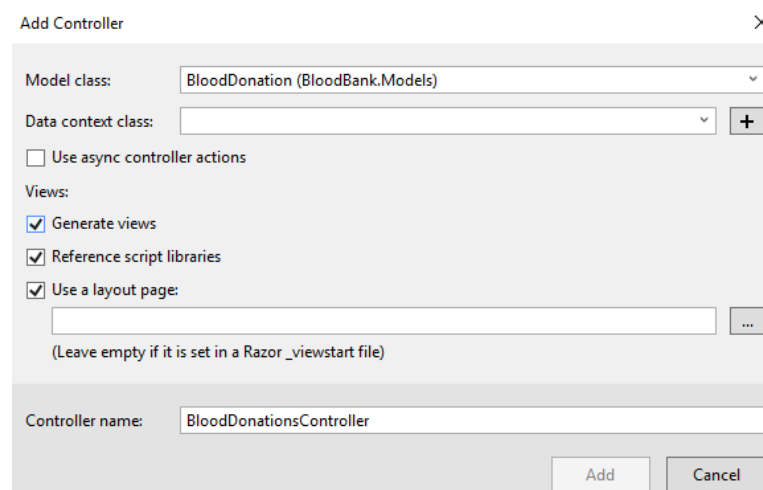 Add Controller
Model class: BloodDonation (BloodBank.Models)
Data context class:
Use async controller actions
Views:
Generate views
Reference script libraries
Use a layout page:
...
(Leave empty if it is set in a Razor _viewstart file)
Controller name: BloodDonationsController
Add Cancel